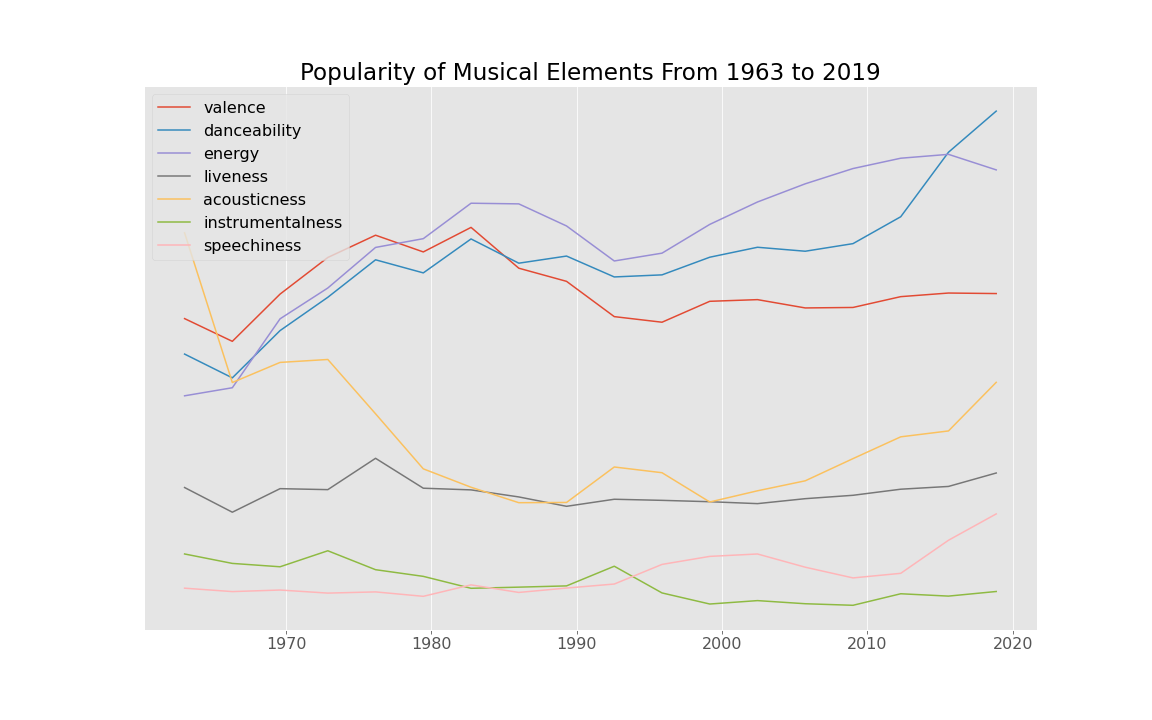 Popularity of Musical Elements From 1963 to 2019
valence
danceability
energy
liveness
acousticness
instrumentalness
speechiness
1970 1980 1990 2000 2010 2020